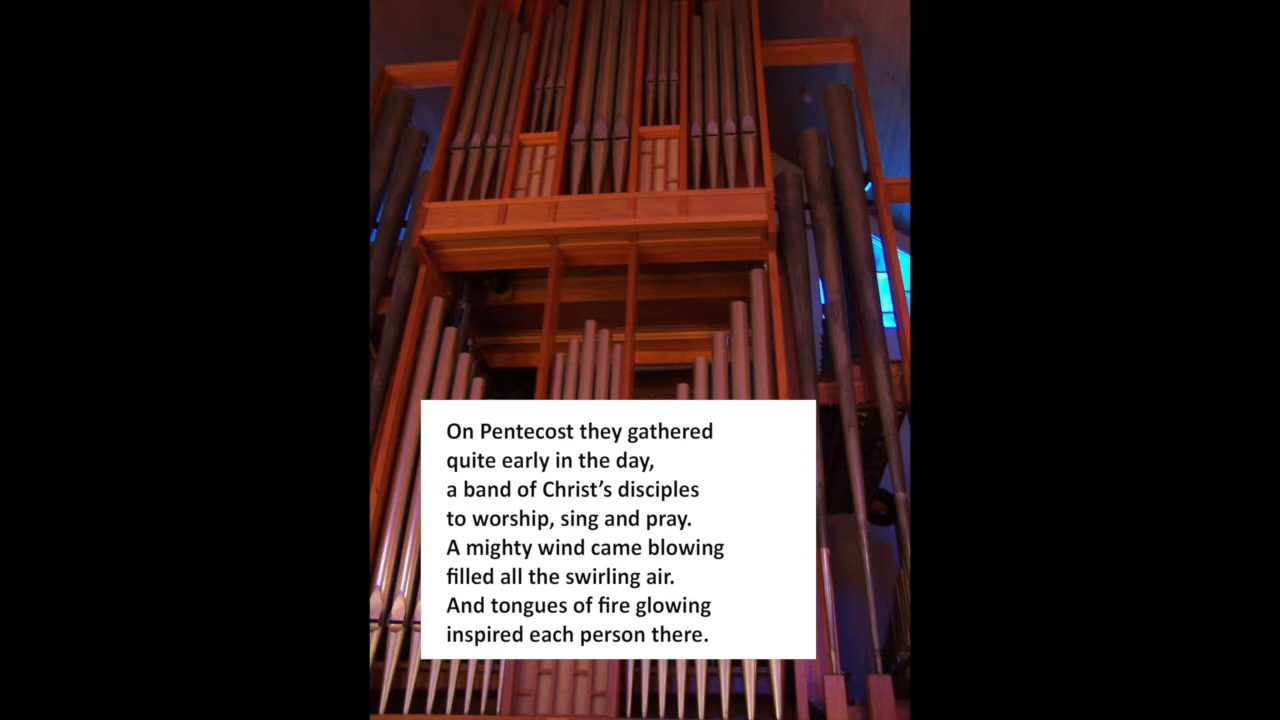 On Pentecost they gathered
quite early in the day,
a band of Christ’s disciples
to worship, sing and pray.
A mighty wind came blowing
filled all the swirling air.
And tongues of fire glowing
inspired each person there.